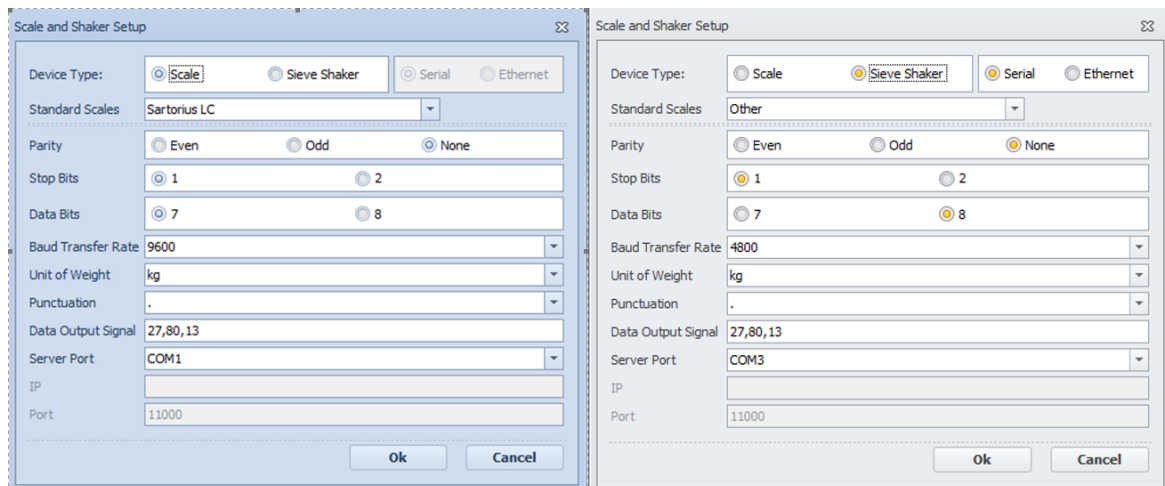 Scale and Shaker Setup
Device Type: Scale Sieve Shaker Serial Ethernet
Standard Scales Sartorius LC
Parity Even Odd None
Stop Bits 1 2
Data Bits 7 8
Baud Transfer Rate 9600
Unit of Weight kg
Punctuation .
Data Output Signal 27,80,13
Server Port COM1
IP
Port 11000
Ok Cancel
Scale and Shaker Setup
Device Type: Scale Sieve Shaker Serial Ethernet
Standard Scales Other
Parity Even Odd None
Stop Bits 1 2
Data Bits 7 8
Baud Transfer Rate 4800
Unit of Weight kg
Punctuation .
Data Output Signal 27,80,13
Server Port COM3
IP
Port 11000
Ok Cancel